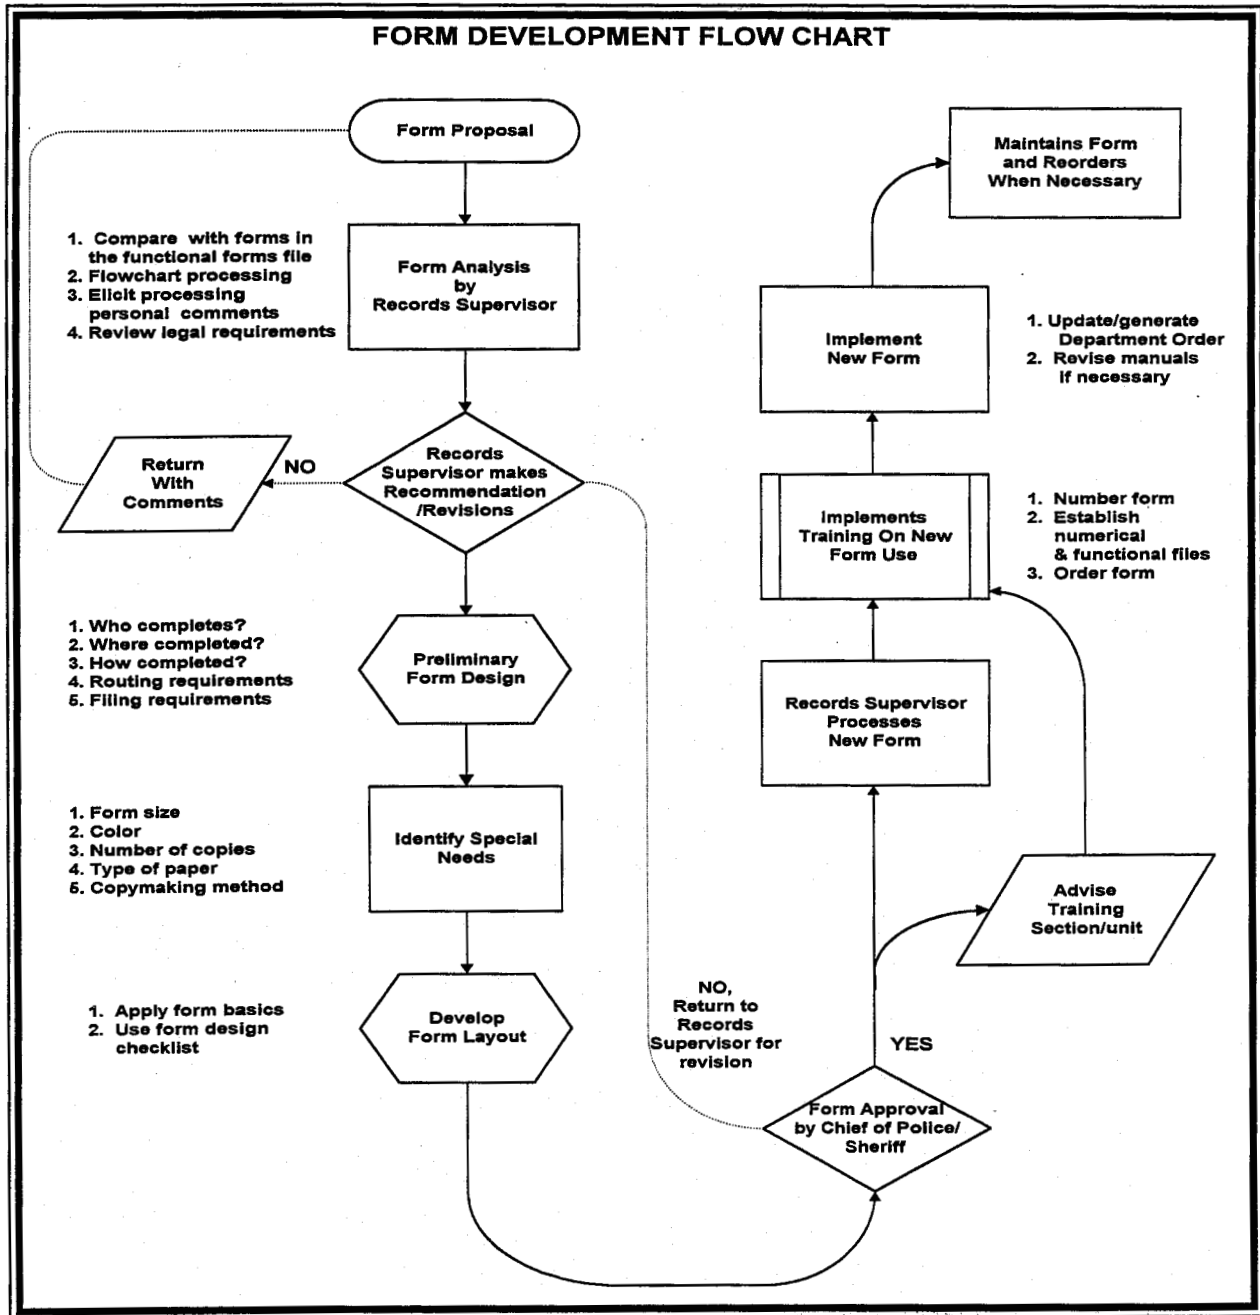 FORM DEVELOPMENT FLOW CHART
Form Proposal
1. Compare with forms in
the functional forms file
2. Flowchart processing
3. Elicit processing
personal comments
4. Review legal requirements
Form Analysis
by
Records Supervisor
Return
With
Comments
NO
Records
Supervisor makes
Recommendation
/Revisions
1. Who completes?
2. Where completed?
3. How completed?
4. Routing requirements
5. Filing requirements
Preliminary
Form Design
1. Form size
2. Color
3. Number of copies
4. Type of paper
5. Copymaking method
Identify Special
Needs
1. Apply form basics
2. Use form design
checklist
Develop
Form Layout
NO,
Return to
Records
Supervisor for
revision
YES
Form Approval
by Chief of Police/
Sheriff
Advise
Training
Section/unit
Records Supervisor
Processes
New Form
Implements
Training On New
Form Use
1. Number form
2. Establish
numerical
& functional files
3. Order form
Implement
New Form
1. Update/generate
Department Order
2. Revise manuals
if necessary
Maintains Form
and Reorders
When Necessary